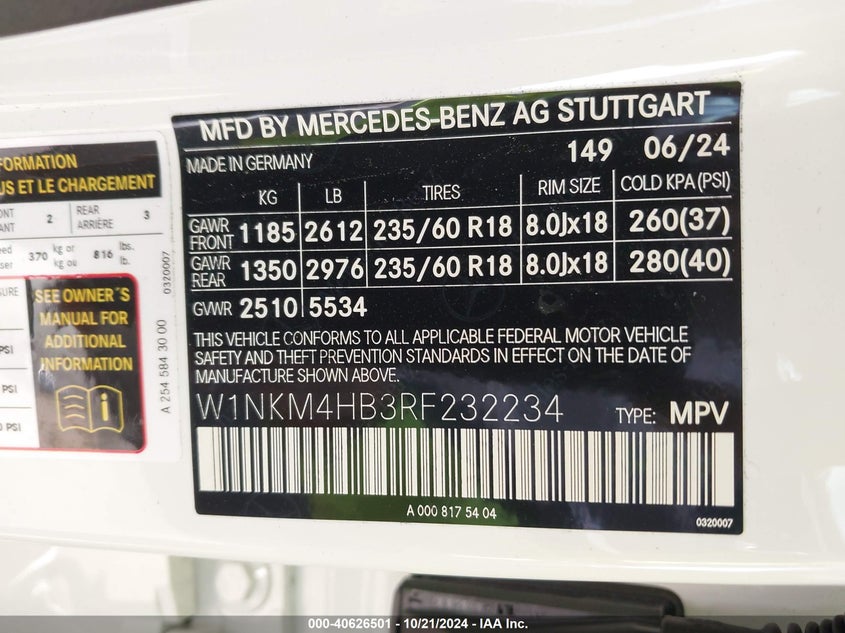 FORMATION
US ET LE CHARGEMENT
2
REAR
ARRIÈRE
3
370
kg or
kg ou
816
lbs.
lb.
0320007
SEE OWNER´S
MANUAL FOR
ADDITIONAL
INFORMATION
PSI
PSI
PSI
A 254 584 30 00
MFD BY MERCEDES-BENZ AG STUTTGART
MADE IN GERMANY 149 06/24
KG LB TIRES RIM SIZE COLD KPA(PSI)
GAWR FRONT 1185 2612 235/60 R18 8.0Jx18 260(37)
GAWR REAR 1350 2976 235/60 R18 8.0Jx18 280(40)
GVWR 2510 5534
THIS VEHICLE CONFORMS TO ALL APPLICABLE FEDERAL MOTOR VEHICLE
SAFETY AND THEFT PREVENTION STANDARDS IN EFFECT ON THE DATE OF
MANUFACTURE SHOWN ABOVE.
W1NKM4HB3RF232234 TYPE: MPV
A 000 817 54 04
0320007
000-40626501 - 10/21/2024 - IAA Inc.